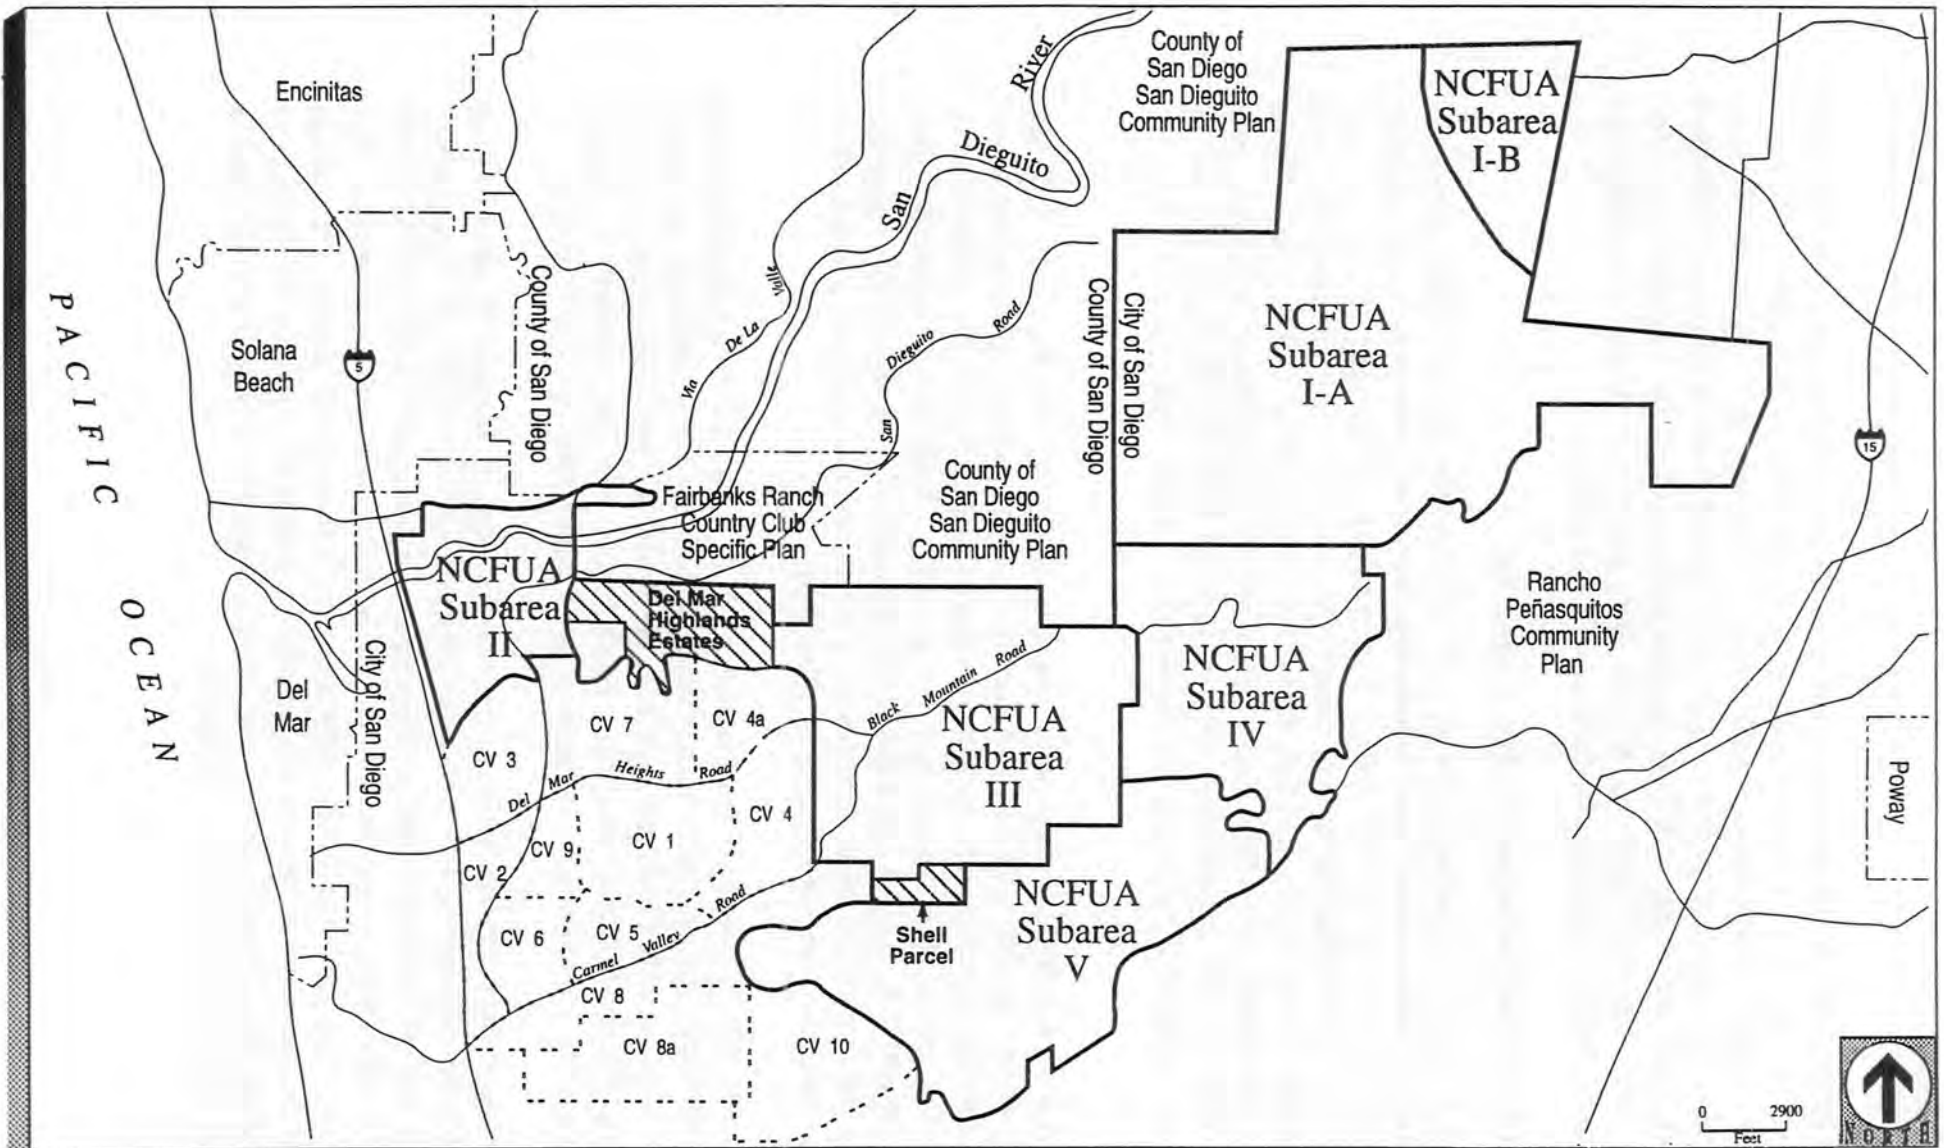 Encinitas
County of
San Diego
San Dieguito
Community Plan
NCFUA
Subarea
I-B
River
Dieguito
San
PACIFIC
OCEAN
Solana
Beach
5
County of San Diego
Via
De La
Valle
San
Dieguito
Road
County of San Diego
City of San Diego
NCFUA
Subarea
I-A
15
Fairbanks Ranch
Country Club
Specific Plan
County of
San Diego
San Dieguito
Community Plan
NCFUA
Subarea
II
Del Mar
Highlands
Estates
Rancho
Peñasquitos
Community
Plan
Del
Mar
City of San Diego
CV 7
CV 4a
Black Mountain Road
NCFUA
Subarea
III
NCFUA
Subarea
IV
CV 3
Del Mar Heights Road
CV 4
Poway
CV 9
CV 1
CV 2
CV 6
CV 5
Carmel Valley Road
NCFUA
Subarea
V
Shell
Parcel
CV 8
CV 8a
CV 10
0 2900
Feet
NORTH